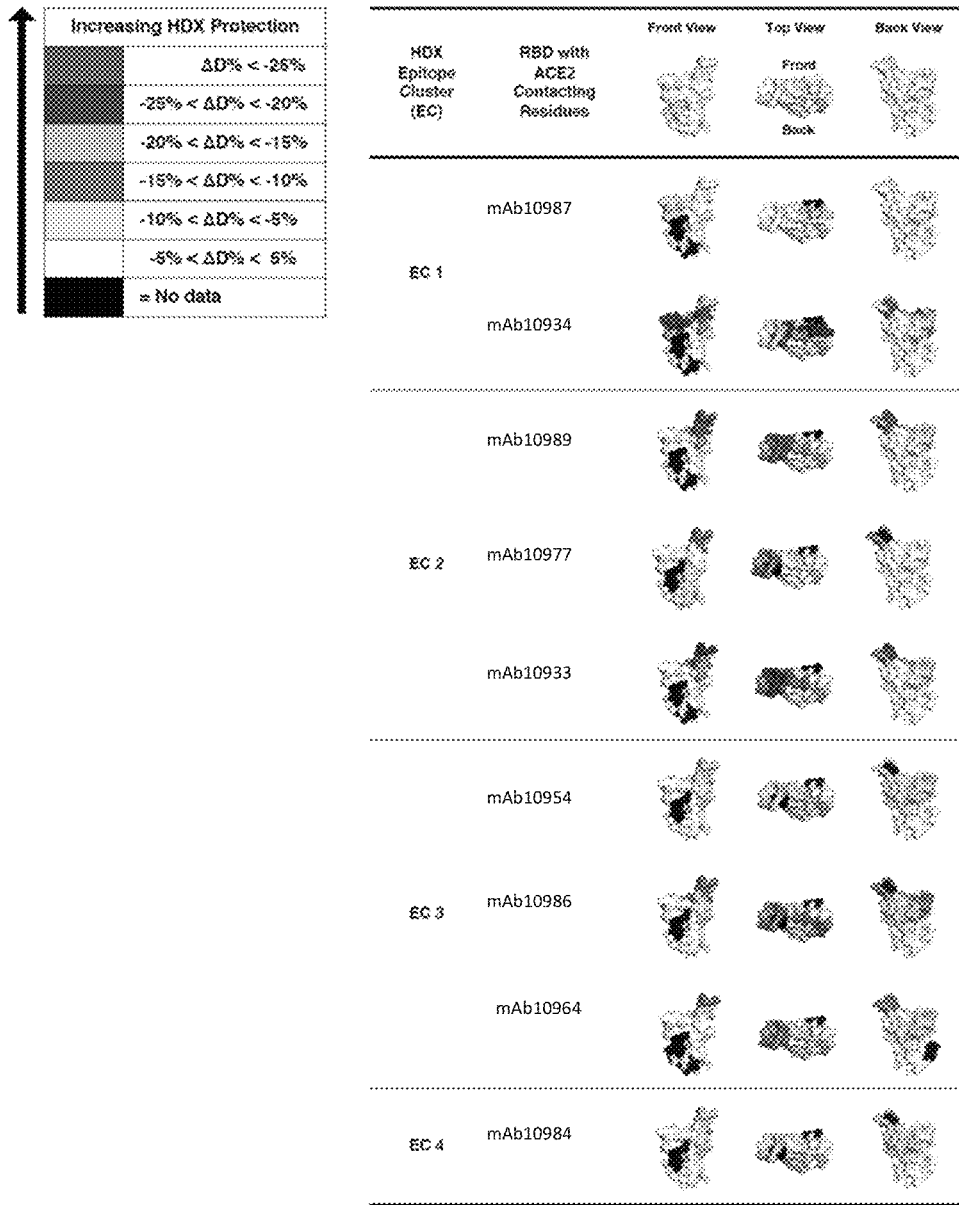 Increasing HDX Protection
ΔD% < -25%
-25% < ΔD% < -20%
-20% < ΔD% < -15%
-15% < ΔD% < -10%
-10% < ΔD% < -5%
-5% < ΔD% < 5%
= No data
HDX
Epitope
Cluster
(EC)
RBD with
ACE2
Contacting
Residues
Front View
Top View
Back View
Front
Back
mAb10987
EC 1
mAb10934
mAb10989
EC 2
mAb10977
mAb10933
mAb10954
EC 3
mAb10986
mAb10964
EC 4
mAb10984